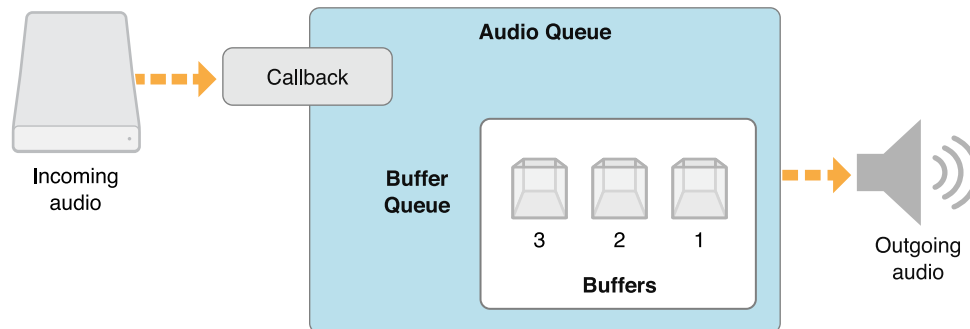 Audio Queue
Callback
Incoming
audio
Buffer
Queue
3 2 1
Buffers
Outgoing
audio